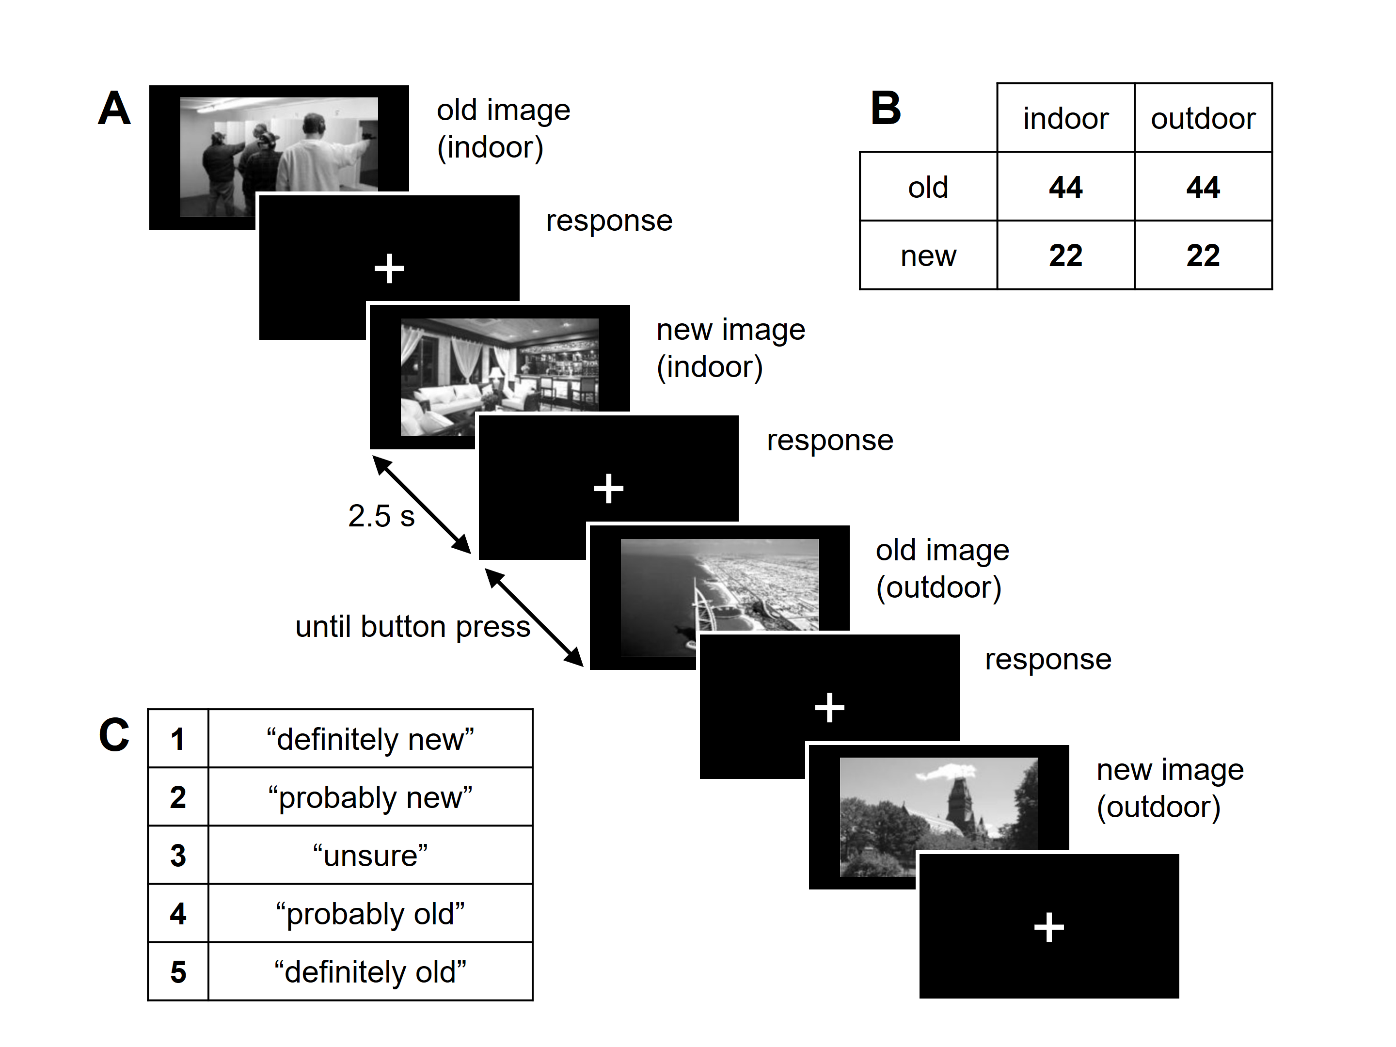 A
old image
(indoor)
response
new image
(indoor)
response
2.5 s
old image
(outdoor)
until button press
response
new image
(outdoor)
B
indoor outdoor
old 44 44
new 22 22
C
1 “definitely new”
2 “probably new”
3 “unsure”
4 “probably old”
5 “definitely old”